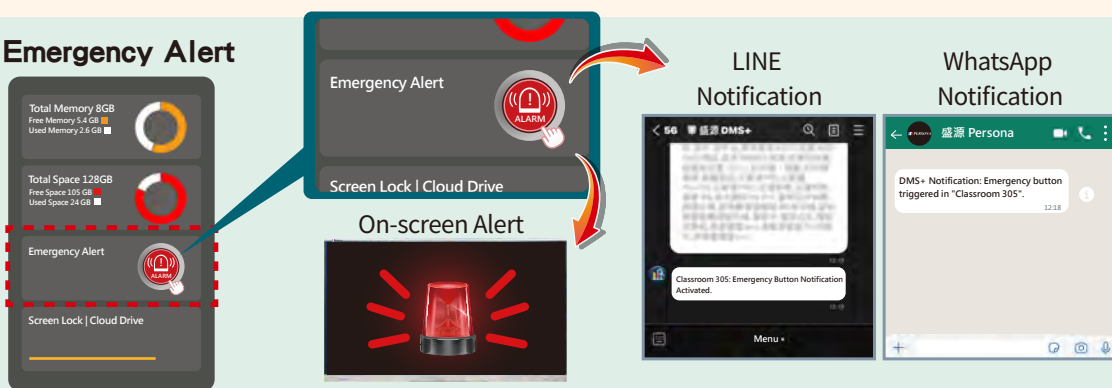 Emergency Alert
Total Memory 8GB
Free Memory 5.4 GB
Used Memory 2.6 GB
Total Space 128GB
Free Space 105 GB
Used Space 24 GB
Emergency Alert
ALARM
Screen Lock | Cloud Drive
Emergency Alert
ALARM
Screen Lock | Cloud Drive
On-screen Alert
LINE
Notification
56 盛源 DMS+
Classroom 305: Emergency Button Notification
Activated.
Menu
WhatsApp
Notification
盛源 Persona
DMS+ Notification: Emergency button
triggered in "Classroom 305".
12:18